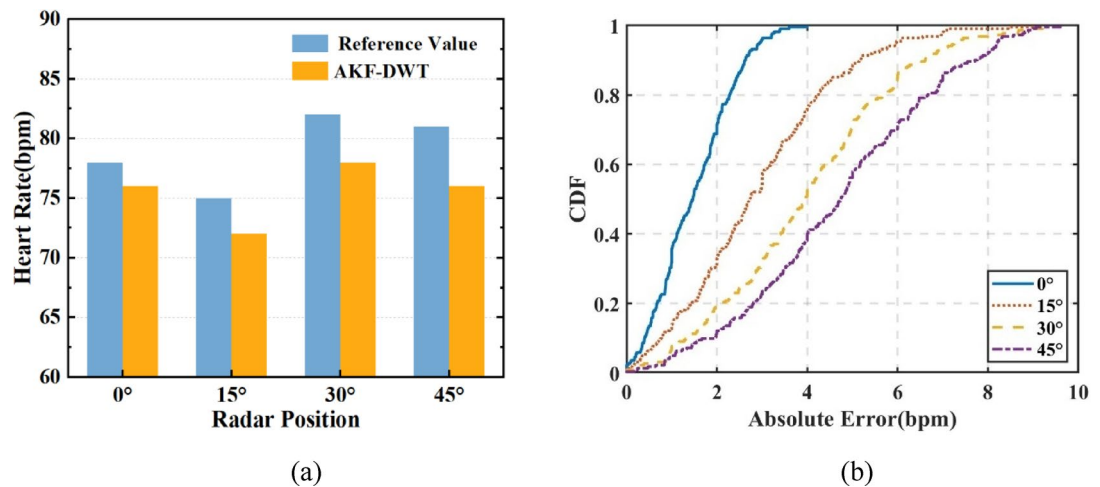 90
85
80
75
70
65
60
Heart Rate(bpm)
Reference Value
AKF-DWT
0° 15° 30° 45°
Radar Position
(a)
1
0.8
0.6
0.4
0.2
0
CDF
0°
15°
30°
45°
0 2 4 6 8 10
Absolute Error(bpm)
(b)